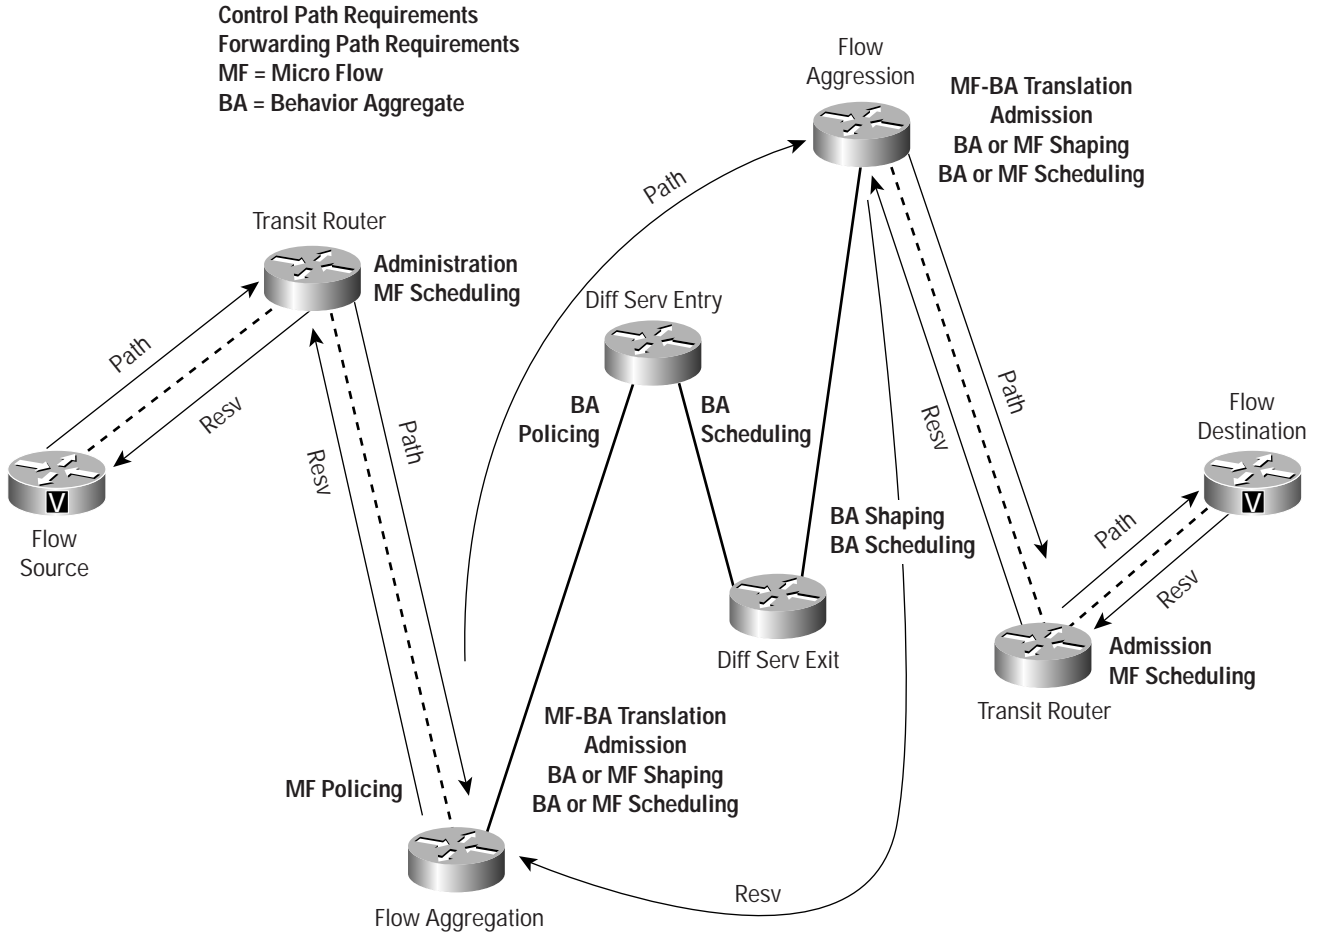 Control Path Requirements
Forwarding Path Requirements
MF = Micro Flow
BA = Behavior Aggregate
Flow
Aggression
MF-BA Translation
Admission
BA or MF Shaping
BA or MF Scheduling
Path
Transit Router
Administration
MF Scheduling
Diff Serv Entry
Path
Resv
BA
Policing
BA
Scheduling
Path
Resv
Path
Resv
Flow
Destination
V
V
Flow
Source
BA Shaping
BA Scheduling
Path
Resv
Diff Serv Exit
Admission
MF Scheduling
Transit Router
MF-BA Translation
Admission
BA or MF Shaping
BA or MF Scheduling
MF Policing
Resv
Flow Aggregation